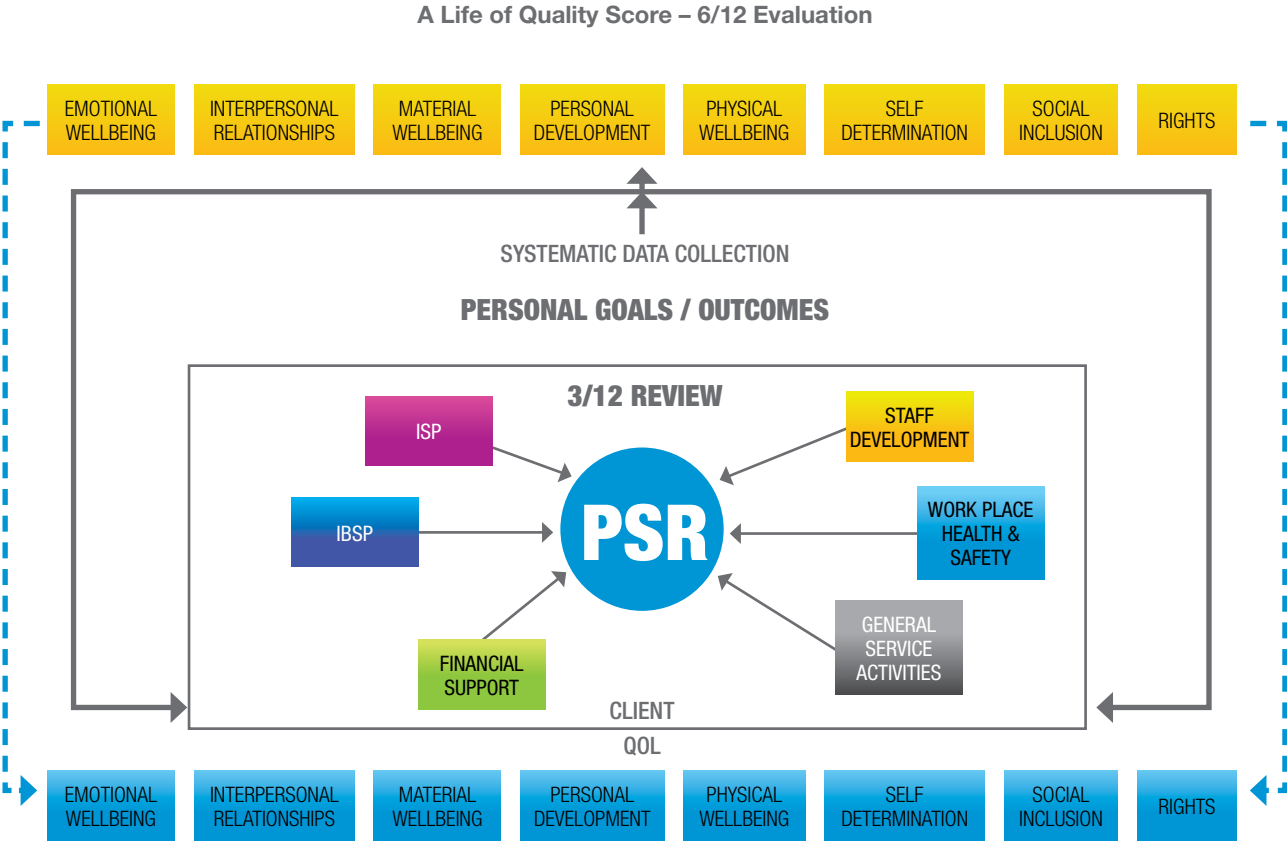 A Life of Quality Score – 6/12 Evaluation
EMOTIONAL
WELLBEING
INTERPERSONAL
RELATIONSHIPS
MATERIAL
WELLBEING
PERSONAL
DEVELOPMENT
PHYSICAL
WELLBEING
SELF
DETERMINATION
SOCIAL
INCLUSION
RIGHTS
SYSTEMATIC DATA COLLECTION
PERSONAL GOALS / OUTCOMES
3/12 REVIEW
ISP
STAFF
DEVELOPMENT
IBSP
PSR
WORK PLACE
HEALTH &
SAFETY
FINANCIAL
SUPPORT
GENERAL
SERVICE
ACTIVITIES
CLIENT
QOL
EMOTIONAL
WELLBEING
INTERPERSONAL
RELATIONSHIPS
MATERIAL
WELLBEING
PERSONAL
DEVELOPMENT
PHYSICAL
WELLBEING
SELF
DETERMINATION
SOCIAL
INCLUSION
RIGHTS